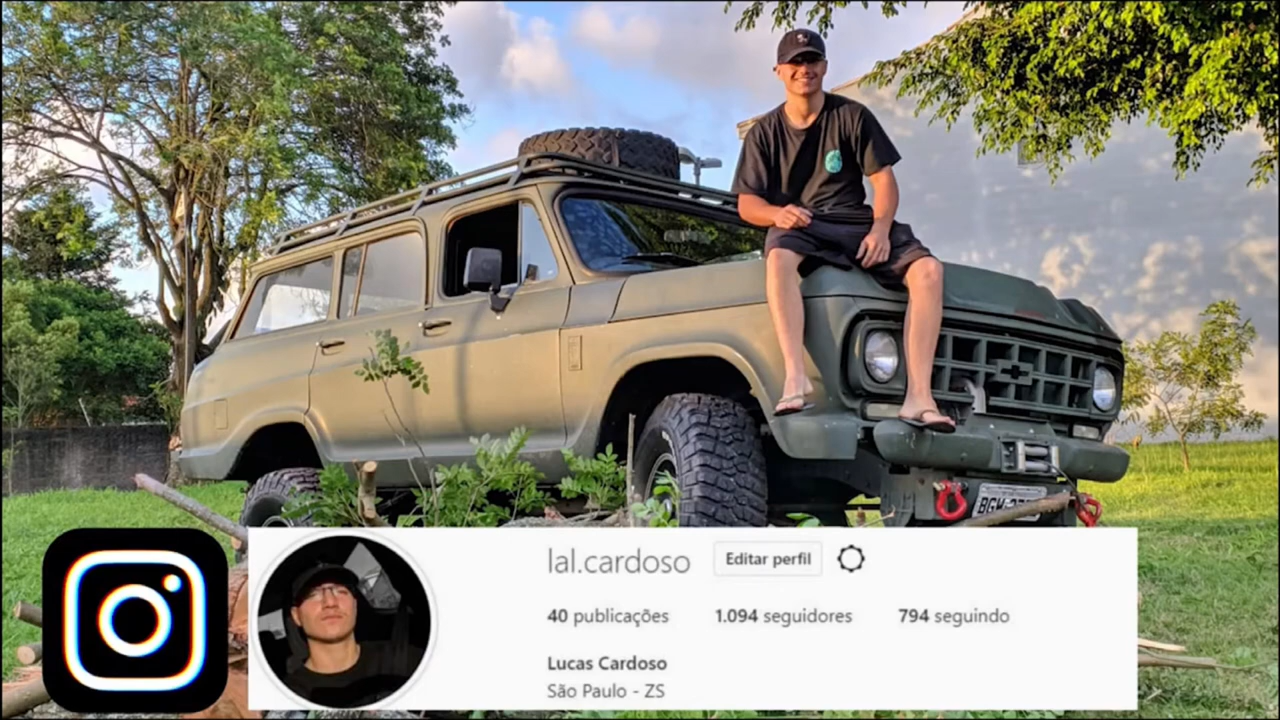 lal.cardoso Editar perfil
40 publicações 1.094 seguidores 794 seguindo
Lucas Cardoso
São Paulo - ZS